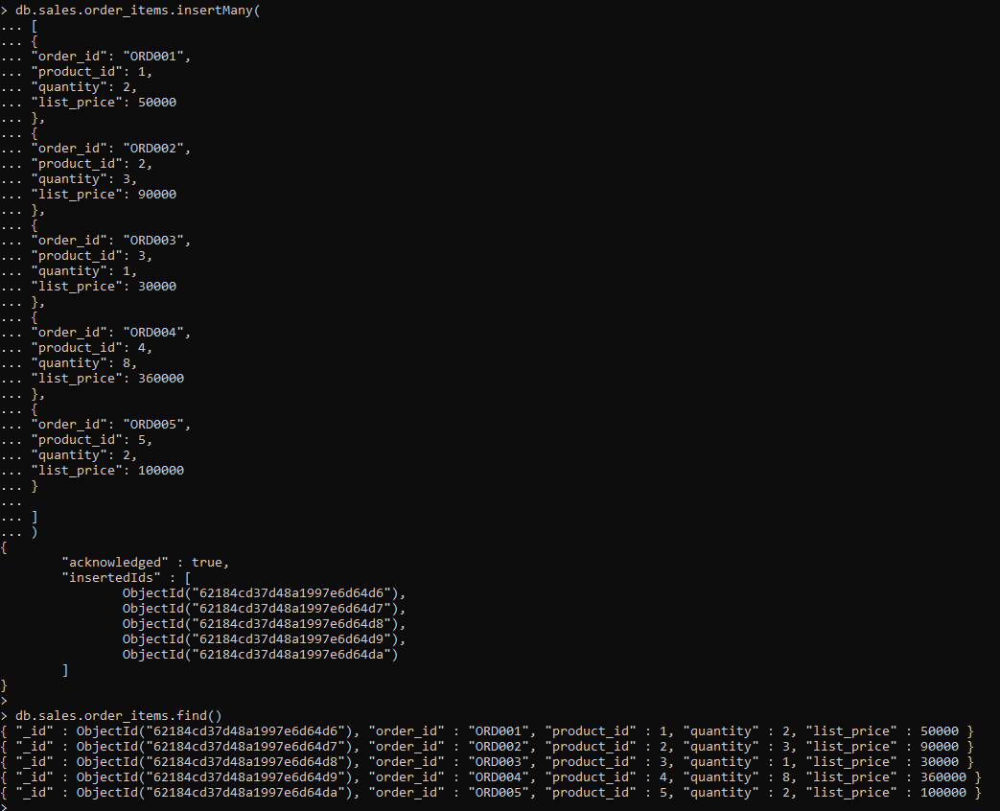 > db.sales.order_items.insertMany(
... [
... {
... "order_id": "ORD001",
... "product_id": 1,
... "quantity": 2,
... "list_price": 50000
... },
... {
... "order_id": "ORD002",
... "product_id": 2,
... "quantity": 3,
... "list_price": 90000
... },
... {
... "order_id": "ORD003",
... "product_id": 3,
... "quantity": 1,
... "list_price": 30000
... },
... {
... "order_id": "ORD004",
... "product_id": 4,
... "quantity": 8,
... "list_price": 360000
... },
... {
... "order_id": "ORD005",
... "product_id": 5,
... "quantity": 2,
... "list_price": 100000
... }
...
... ]
... )
{
        "acknowledged" : true,
        "insertedIds" : [
                ObjectId("62184cd37d48a1997e6d64d6"),
                ObjectId("62184cd37d48a1997e6d64d7"),
                ObjectId("62184cd37d48a1997e6d64d8"),
                ObjectId("62184cd37d48a1997e6d64d9"),
                ObjectId("62184cd37d48a1997e6d64da")
        ]
}
>
> db.sales.order_items.find()
{ "_id" : ObjectId("62184cd37d48a1997e6d64d6"), "order_id" : "ORD001", "product_id" : 1, "quantity" : 2, "list_price" : 50000 }
{ "_id" : ObjectId("62184cd37d48a1997e6d64d7"), "order_id" : "ORD002", "product_id" : 2, "quantity" : 3, "list_price" : 90000 }
{ "_id" : ObjectId("62184cd37d48a1997e6d64d8"), "order_id" : "ORD003", "product_id" : 3, "quantity" : 1, "list_price" : 30000 }
{ "_id" : ObjectId("62184cd37d48a1997e6d64d9"), "order_id" : "ORD004", "product_id" : 4, "quantity" : 8, "list_price" : 360000 }
{ "_id" : ObjectId("62184cd37d48a1997e6d64da"), "order_id" : "ORD005", "product_id" : 5, "quantity" : 2, "list_price" : 100000 }
>